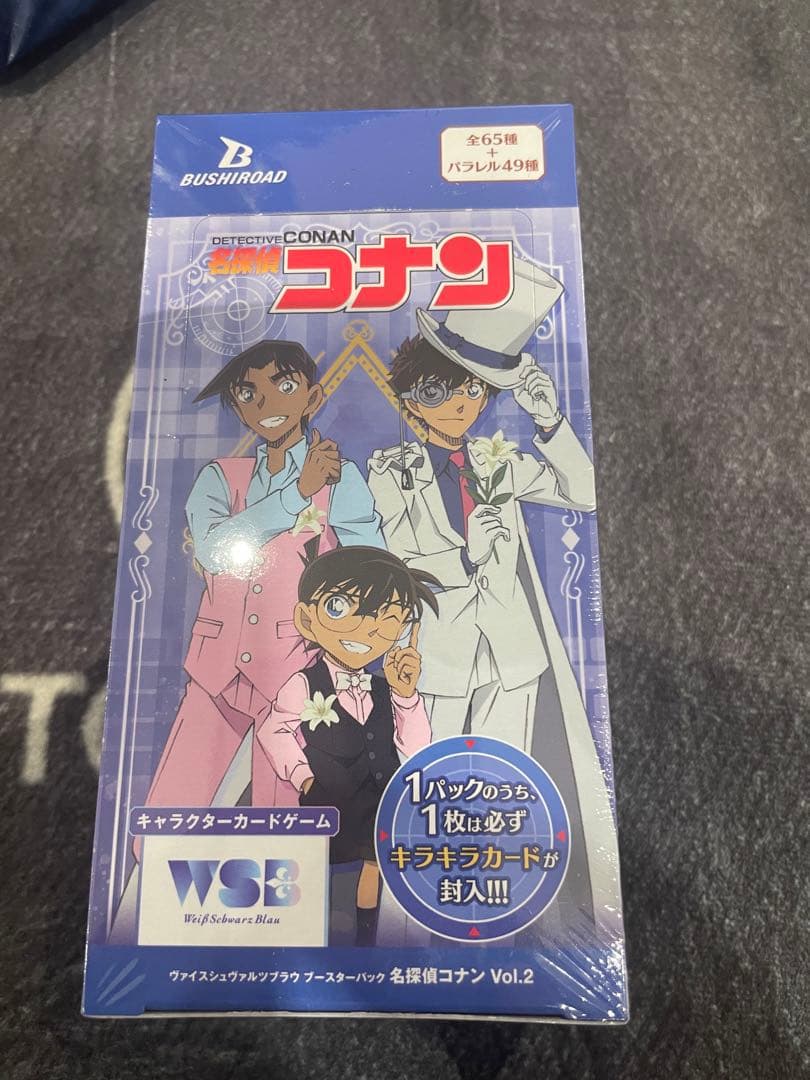 全65種
+
パラレル49種
B
BUSHIROAD
DETECTIVE CONAN
名探偵
コナン
1パックのうち、
1枚は必ず
キラキラカードが
封入!!!
キャラクターカードゲーム
WSB
Weiß Schwarz Blau
ヴァイスシュヴァルツブラウ ブースターパック 名探偵コナン Vol.2